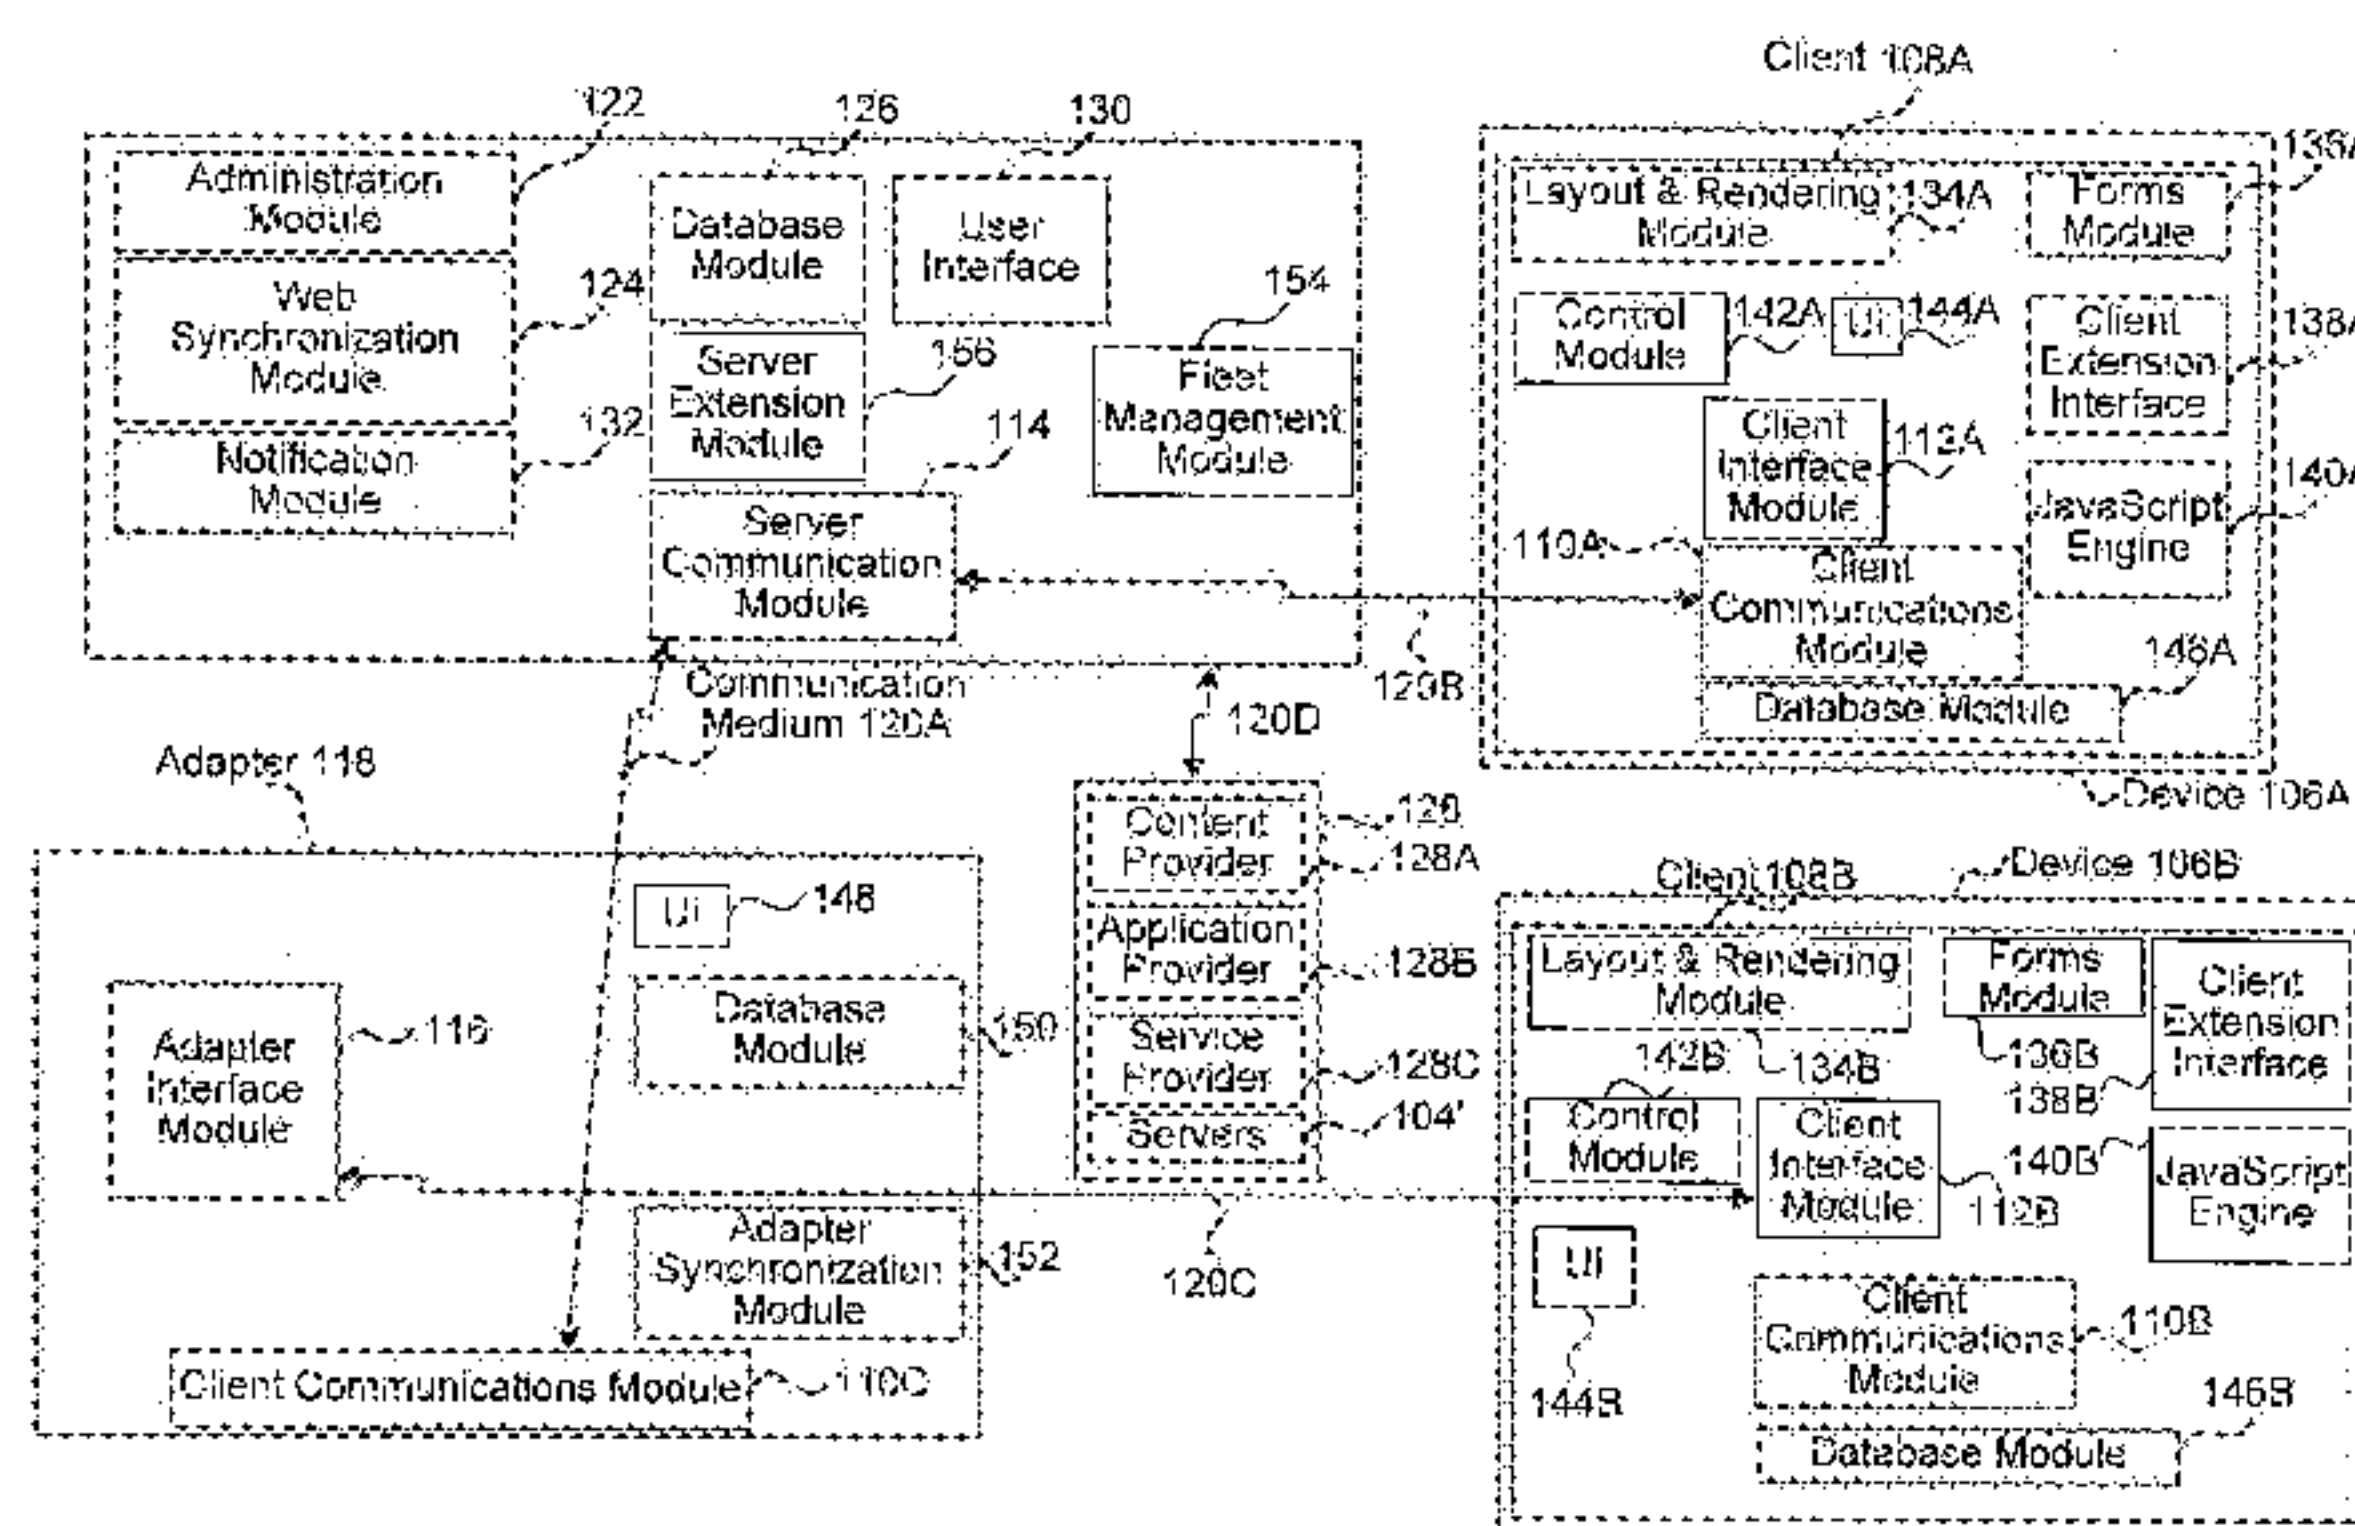 Client 108A
122
126
130
Administration
Module
Database
Module
User
Interface
Web
Synchronization
Module
124
Server
Extension
Module
156
154
Fleet
Management
Module
Notification
Module
132
114
Server
Communication
Module
Layout & Rendering
Module
134A
Forms
Module
Control
Module
142A
UI
144A
Client
Extension
Interface
138A
Client
Interface
Module
112A
JavaScript
Engine
140A
110A
Client
Communications
Module
146A
Database Module
Device 106A
120B
Communication
Medium 120A
120D
Adapter 118
UI
148
Adapter
Interface
Module
116
Database
Module
150
Adapter
Synchronization
Module
152
Client Communications Module
110C
Content
Provider
128
128A
Application
Provider
128B
Service
Provider
128C
Servers
104'
120C
Client 108B
Device 106B
Layout & Rendering
Module
134B
Forms
Module
136B
Client
Extension
Interface
138B
142B
Control
Module
Client
Interface
Module
112B
140B
JavaScript
Engine
UI
144B
Client
Communications
Module
110B
146B
Database Module